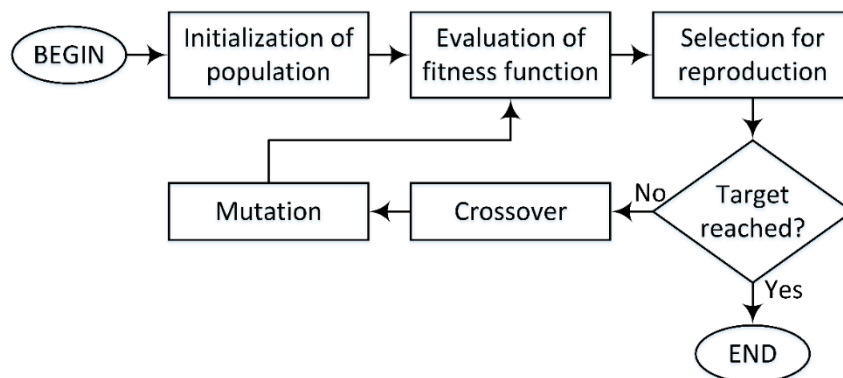 BEGIN
Initialization of
population
Evaluation of
fitness function
Selection for
reproduction
Mutation
Crossover
No
Target
reached?
Yes
END